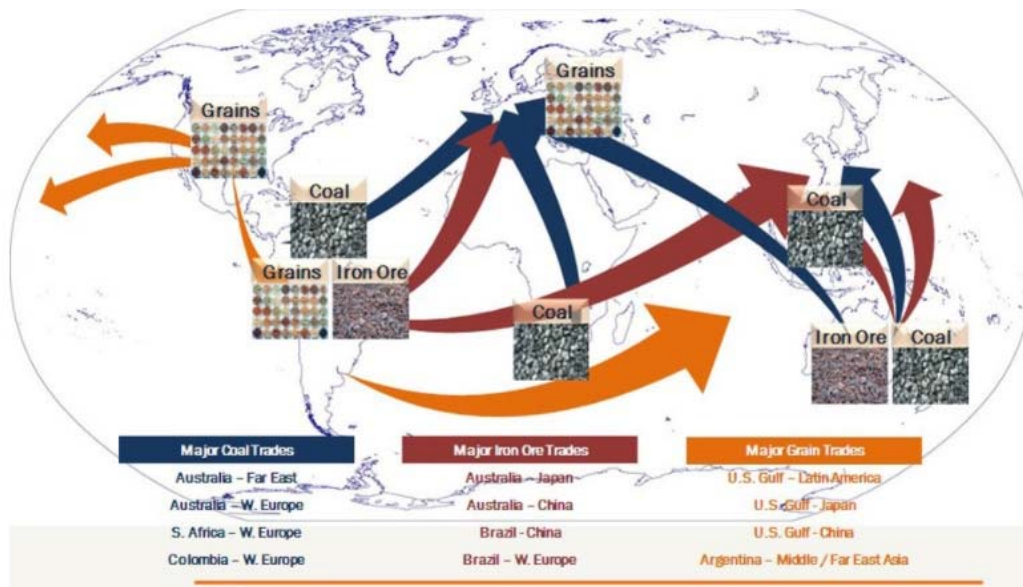 Grains
Grains
Coal
Coal
Grains
Iron Ore
Coal
Iron Ore
Coal
Major Coal Trades
Australia – Far East
Australia – W. Europe
S. Africa – W. Europe
Colombia – W. Europe
Major Iron Ore Trades
Australia – Japan
Australia – China
Brazil - China
Brazil – W. Europe
Major Grain Trades
U.S. Gulf – Latin America
U.S. Gulf - Japan
U.S. Gulf - China
Argentina – Middle / Far East Asia